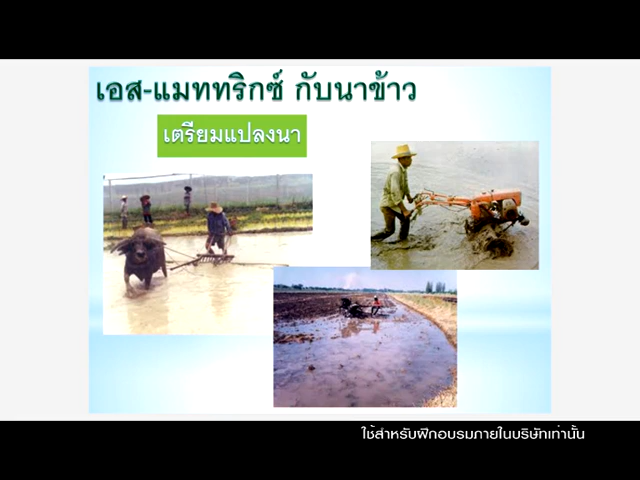 เอส-แมททริกซ์ กับนาข้าว
เตรียมแปลงนา
ใช้สำหรับฝึกอบรมภายในบริษัทเท่านั้น